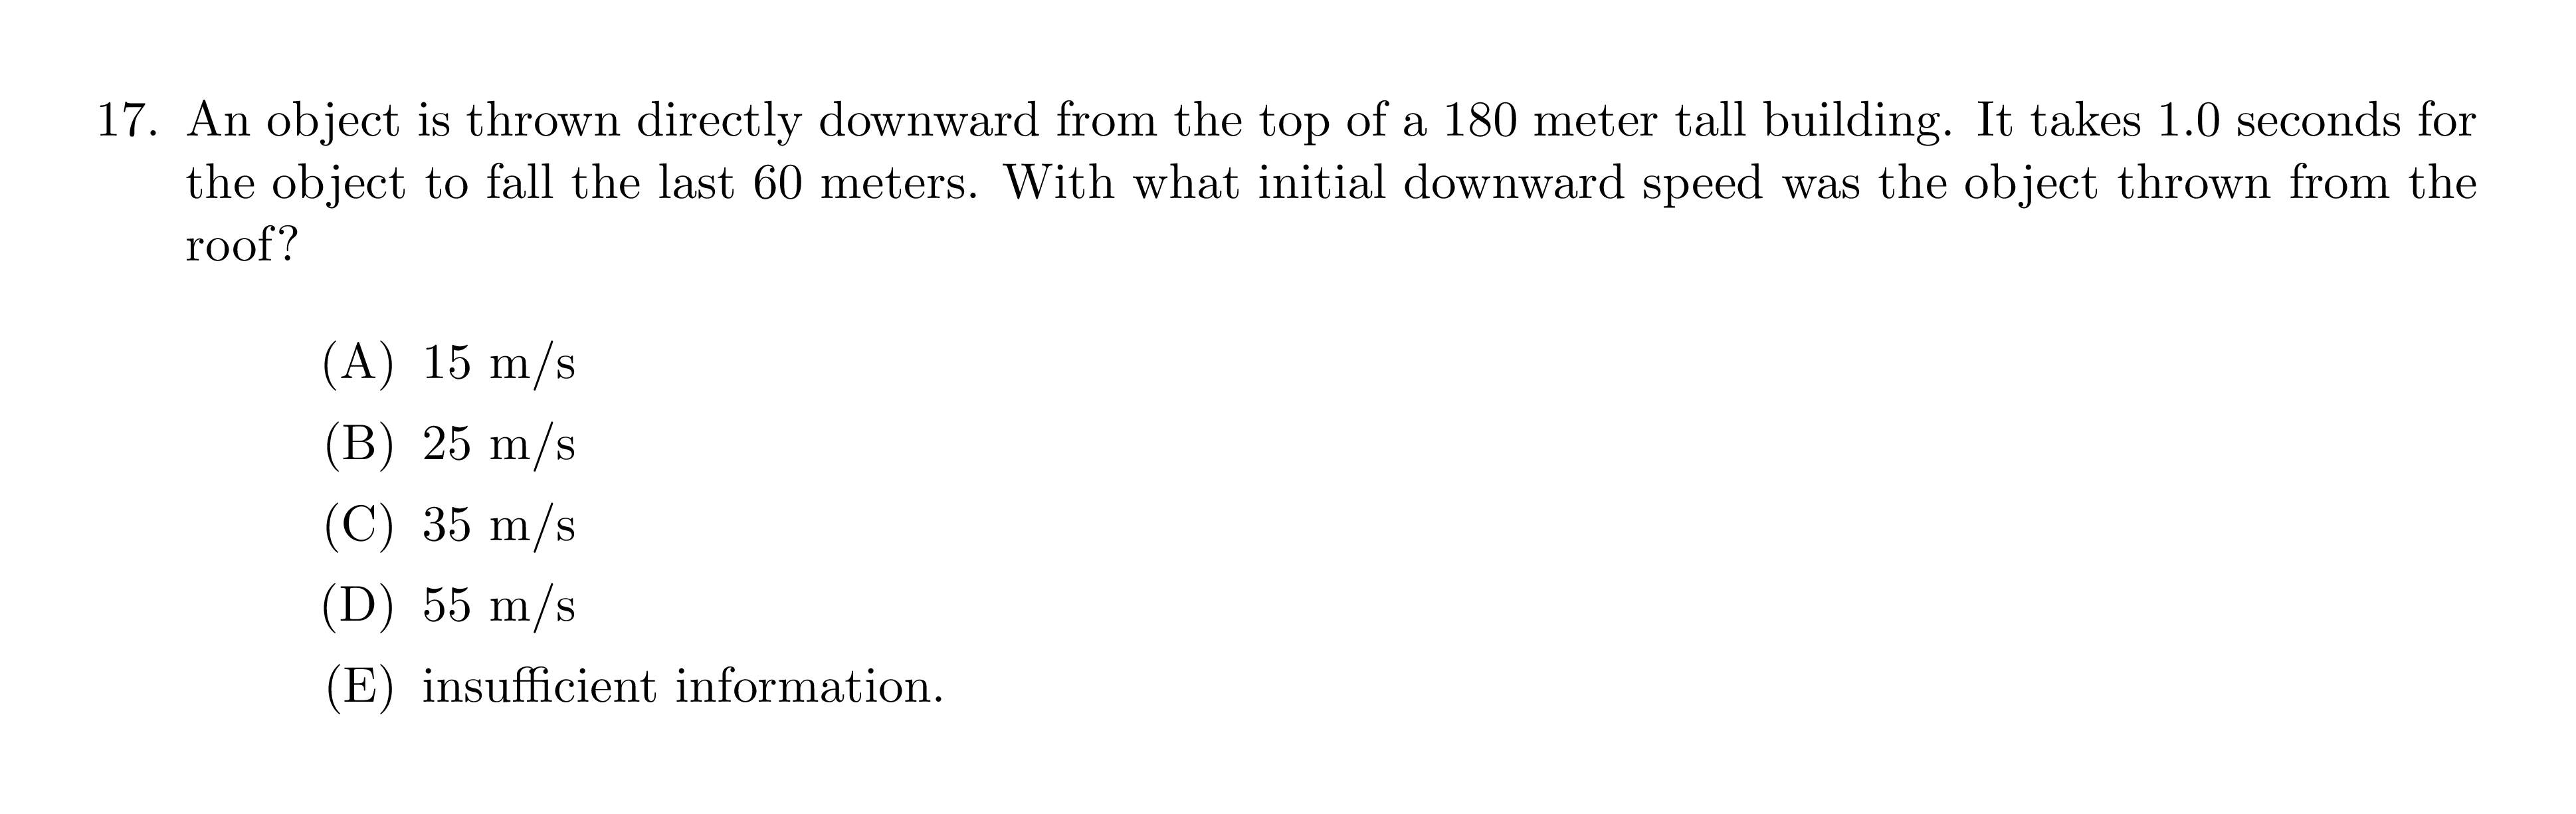 17. An object is thrown directly downward from the top of a 180 meter tall building. It takes 1.0 seconds for
the object to fall the last 60 meters. With what initial downward speed was the object thrown from the
roof?
(A) 15 m/s
(B) 25 m/s
(C) 35 m/s
(D) 55 m/s
(E) insufficient information.